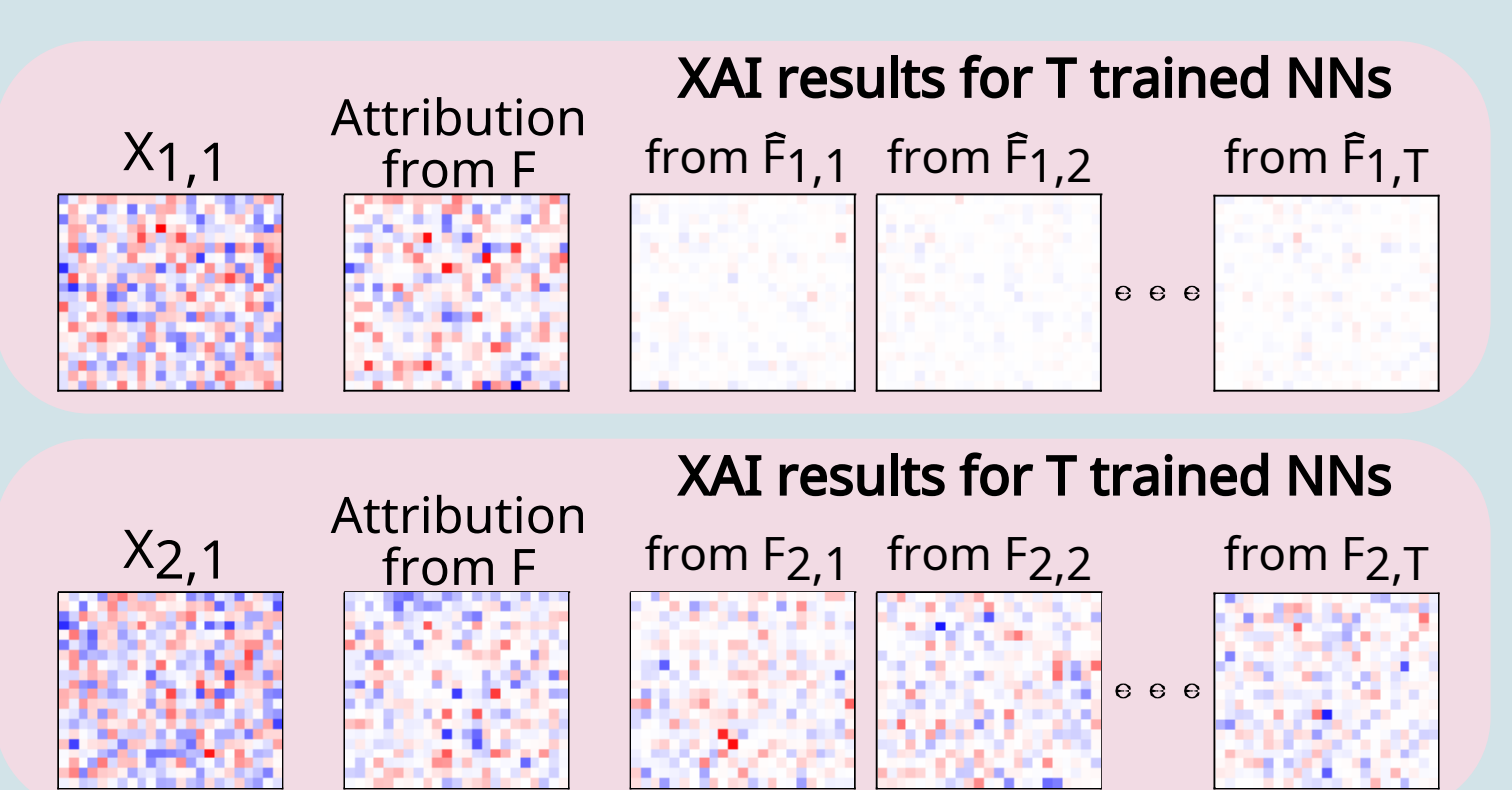 XAI results for T trained NNs
X1,1
Attribution
from F
from F̂1,1
from F̂1,2
from F̂1,T
XAI results for T trained NNs
X2,1
Attribution
from F
from F2,1
from F2,2
from F2,T